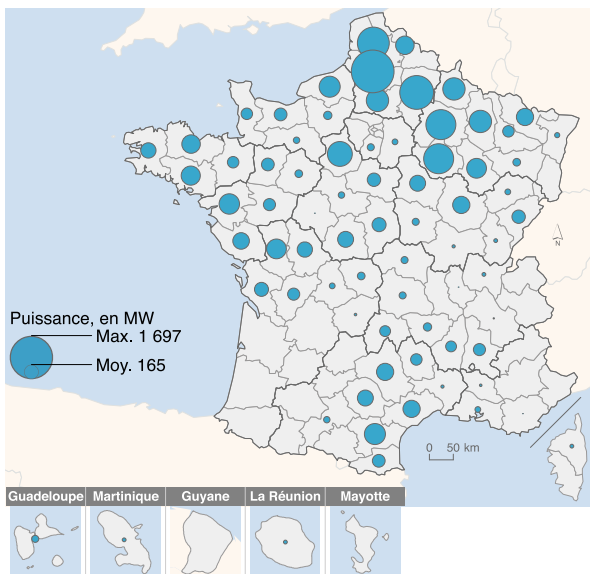 N
Puissance, en MW
Max. 1 697
Moy. 165
0 50 km
Guadeloupe Martinique Guyane La Réunion Mayotte